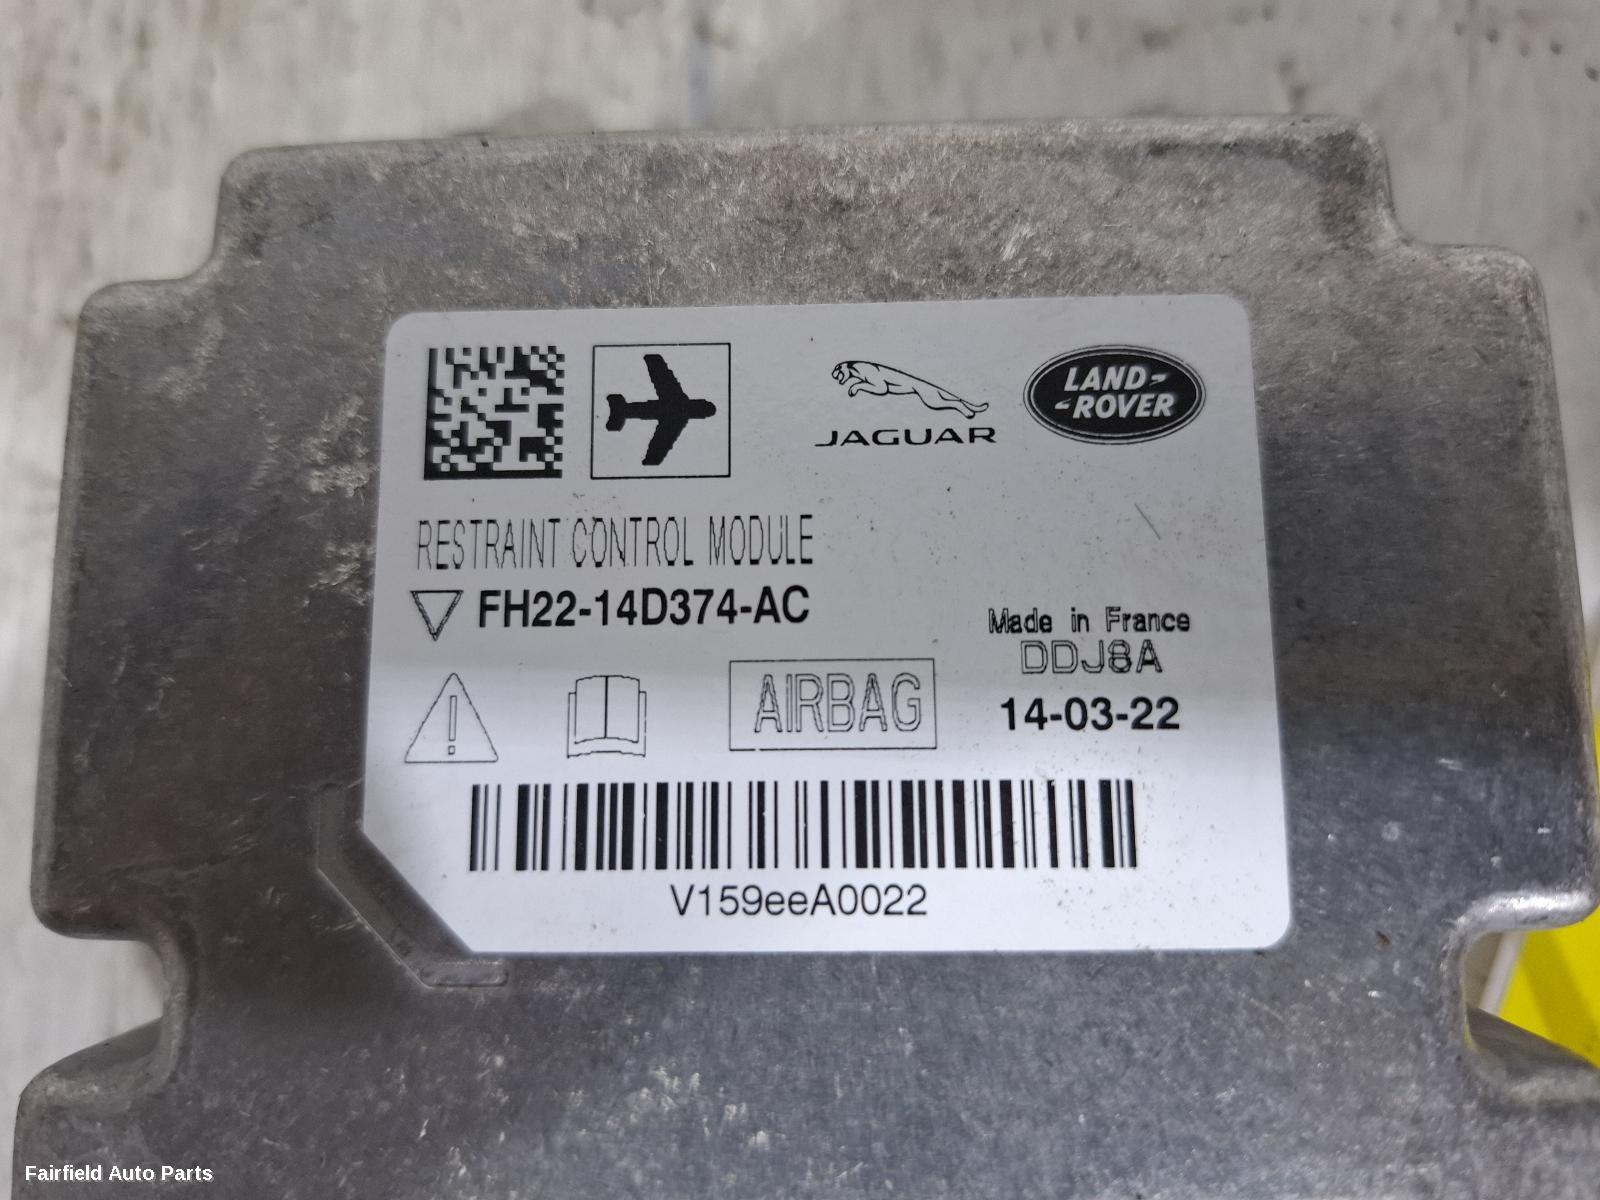 JAGUAR
LAND-
-ROVER
RESTRAINT CONTROL MODULE
FH22-14D374-AC
Made in France
DDJ8A
14-03-22
AIRBAG
V159eeA0022
Fairfield Auto Parts